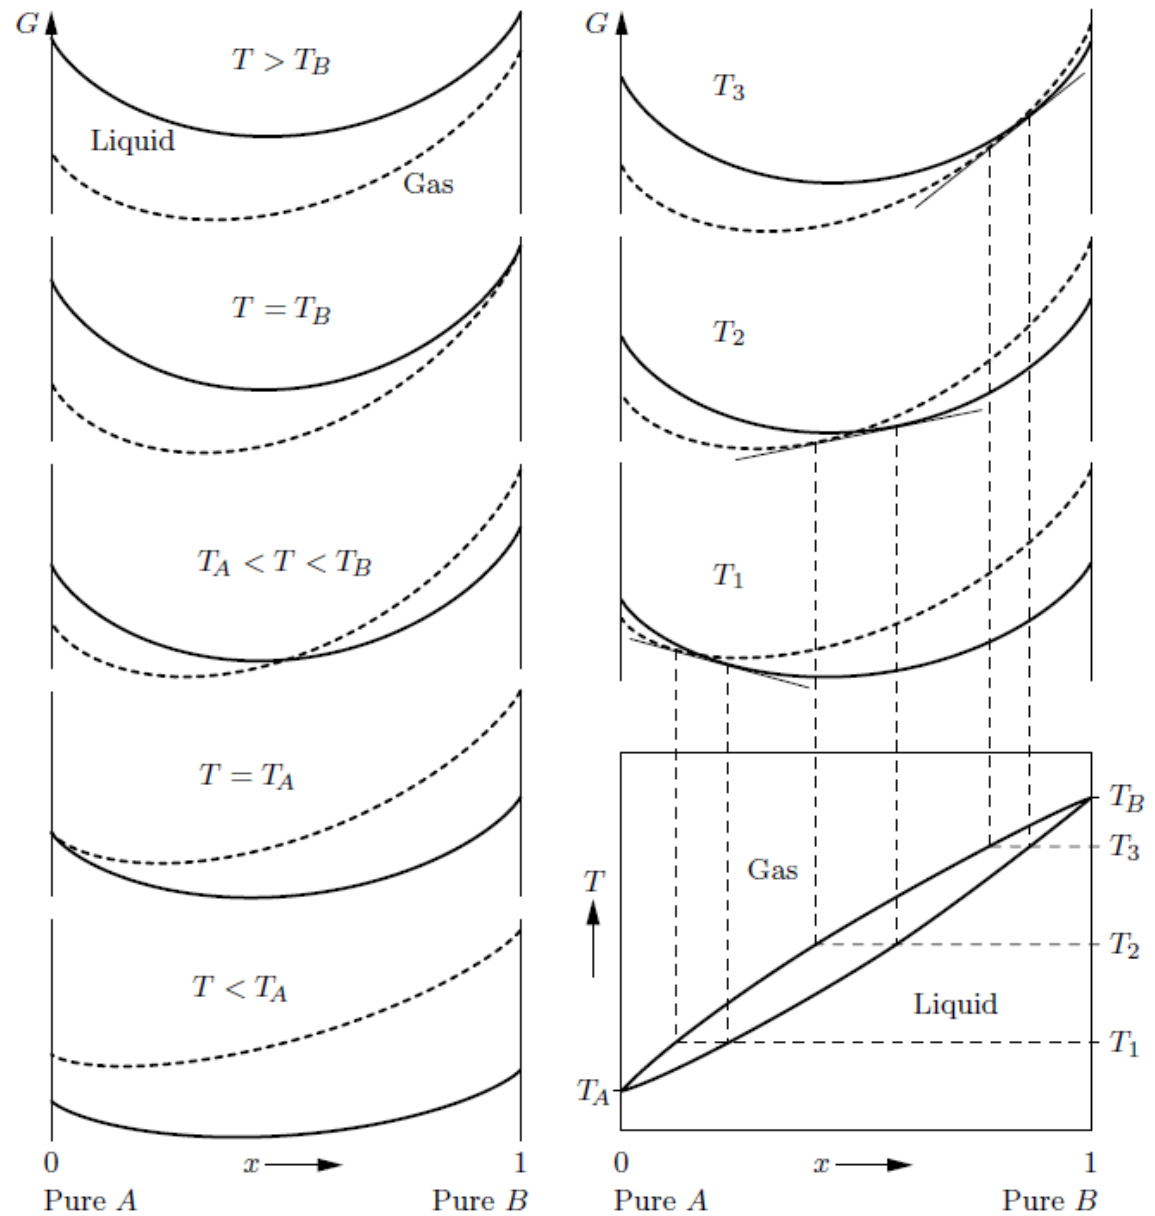 G
T > T_B
Liquid
Gas
T = T_B
T_A < T < T_B
T = T_A
T < T_A
0
x
1
Pure A
Pure B
G
T_3
T_2
T_1
T_B
T_3
Gas
T
T_2
Liquid
T_1
T_A
0
x
1
Pure A
Pure B